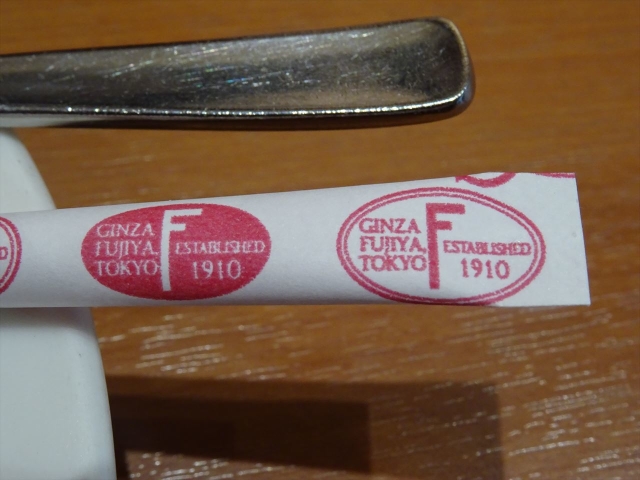 GINZA
FUJIYA,
TOKYO
F
ESTABLISHED
1910
GINZA
FUJIYA,
TOKYO
F
ESTABLISHED
1910